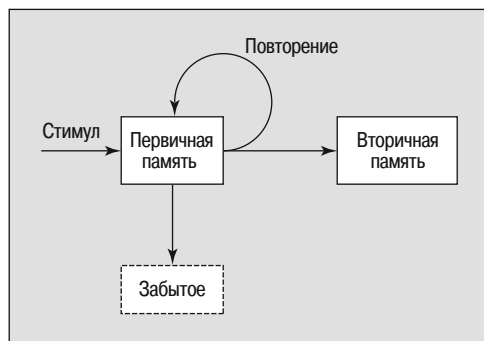 Повторение
Стимул
Первичная
память
Вторичная
память
Забытое